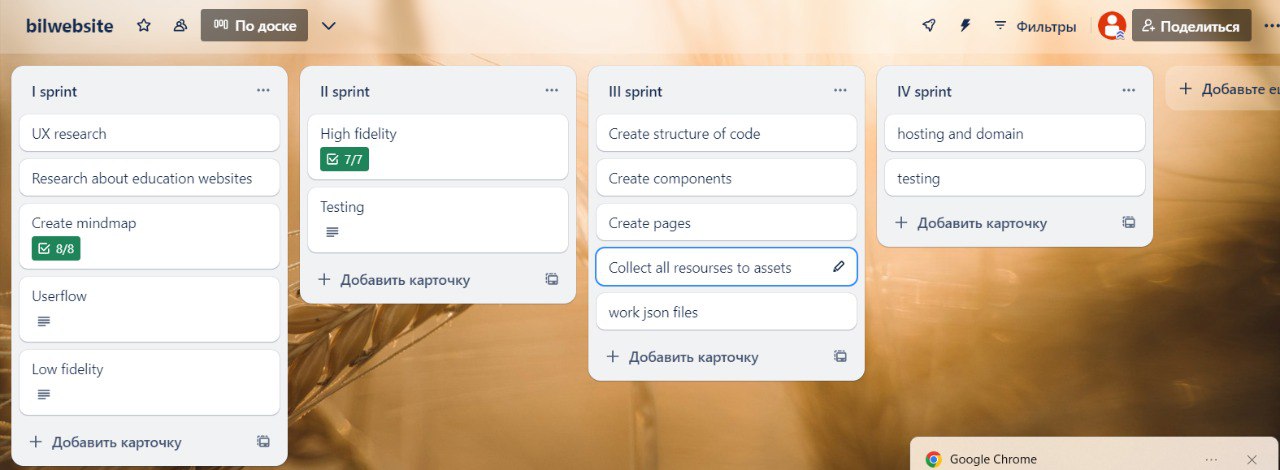 bilwebsite
По доске
Фильтры
Поделиться
I sprint
UX research
Research about education websites
Create mindmap
8/8
Userflow
Low fidelity
Добавить карточку
II sprint
High fidelity
7/7
Testing
Добавить карточку
III sprint
Create structure of code
Create components
Create pages
Collect all resourses to assets
work json files
Добавить карточку
IV sprint
hosting and domain
testing
Добавить карточку
Добавьте
Google Chrome